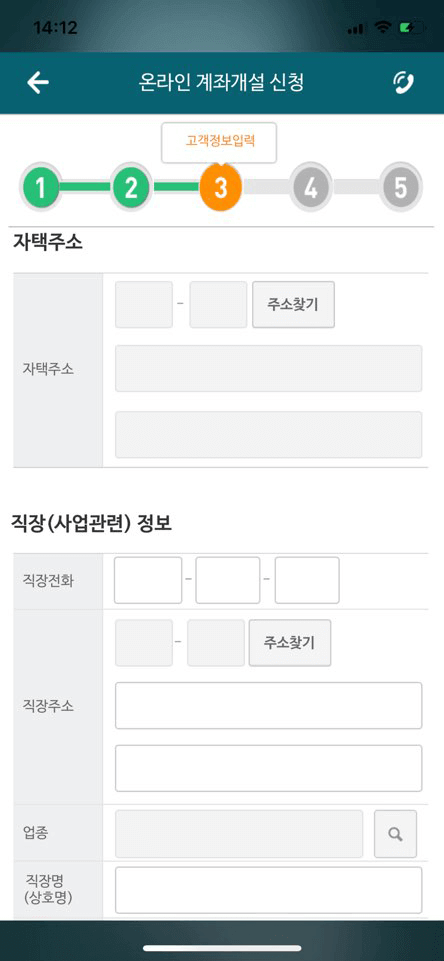 14:12
온라인 계좌개설 신청
고객정보입력
1 2 3 4 5
자택주소
자택주소
- 주소찾기
직장(사업관련) 정보
직장전화
- -
직장주소
- 주소찾기
업종
직장명
(상호명)